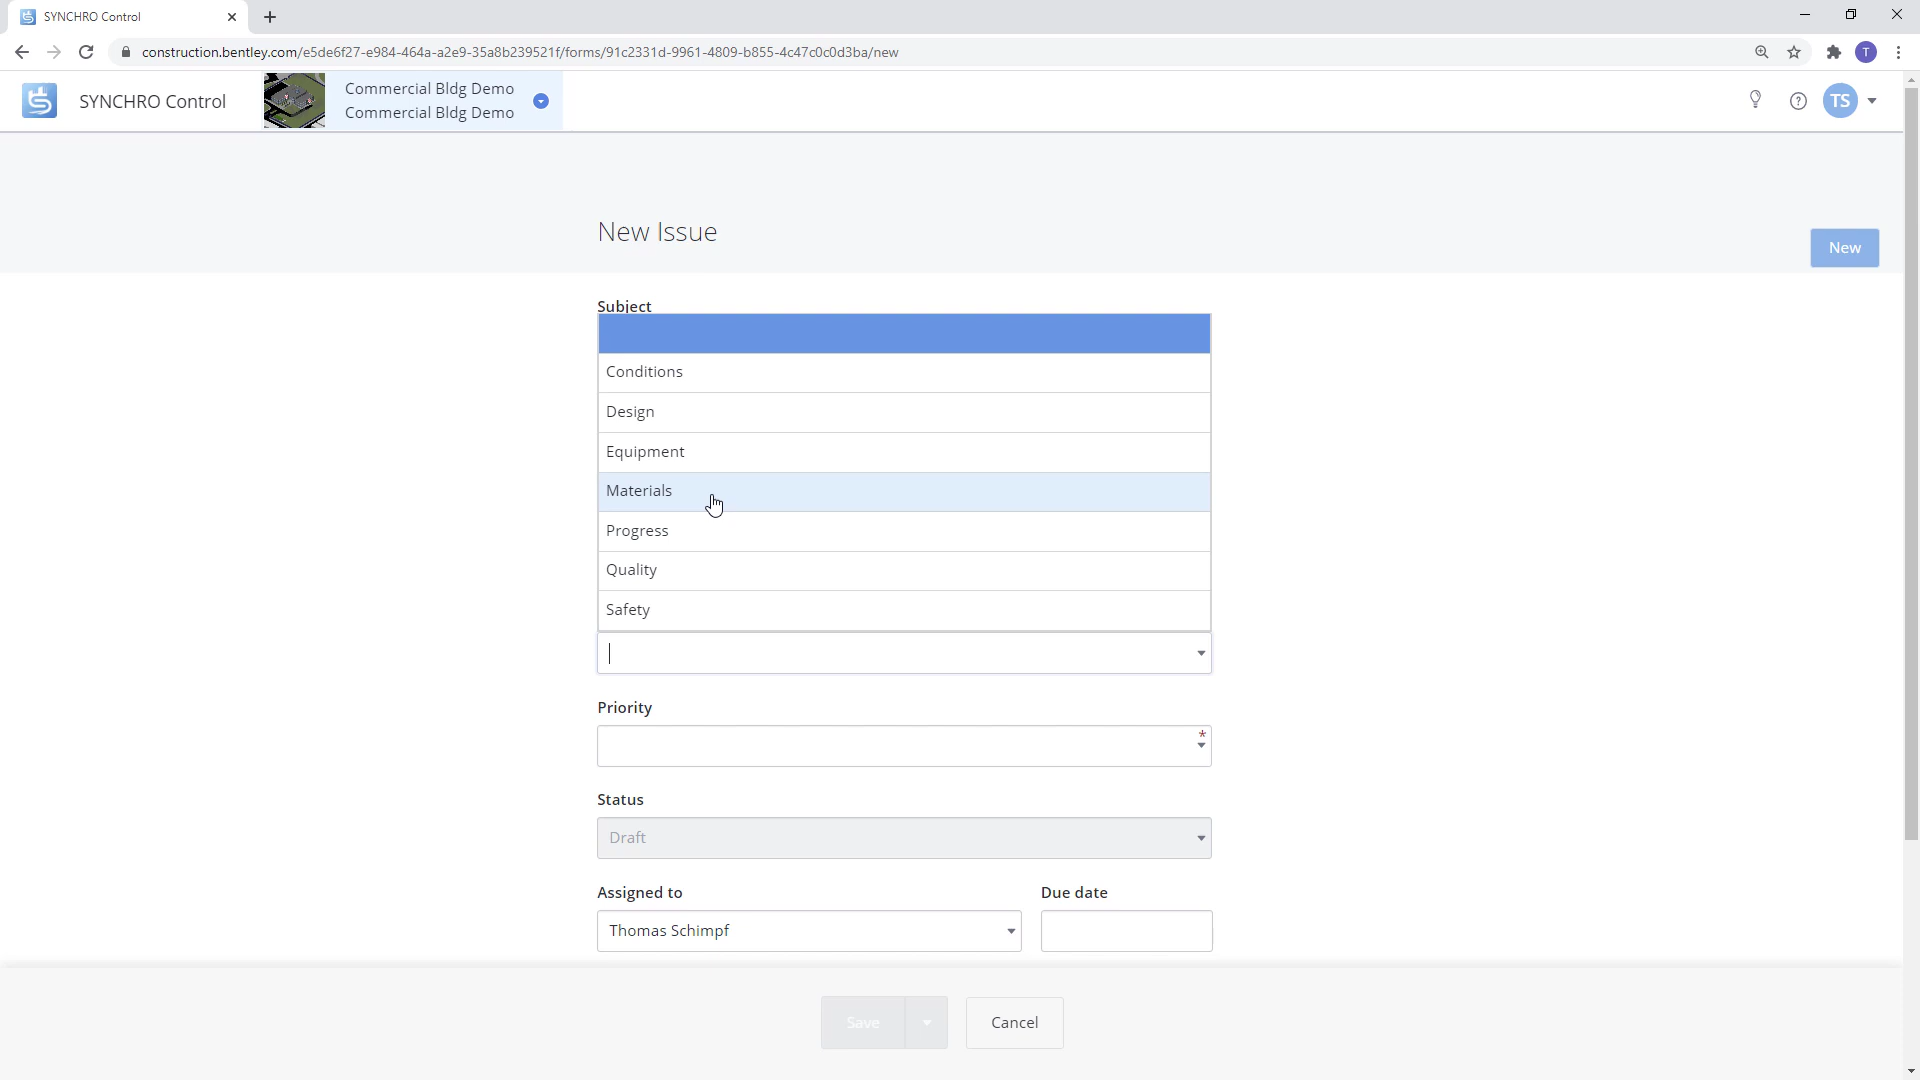 SYNCHRO Control
construction.bentley.com/e5de6f27-e984-464a-a2e9-35a8b239521f/forms/91c2331d-9961-4809-b855-4c47c0c0d3ba/new
T
SYNCHRO Control
Commercial Bldg Demo
Commercial Bldg Demo
TS
New Issue
New
Subject
Conditions
Design
Equipment
Materials
Progress
Quality
Safety
Priority
*
Status
Draft
Assigned to
Due date
Thomas Schimpf
Save
Cancel